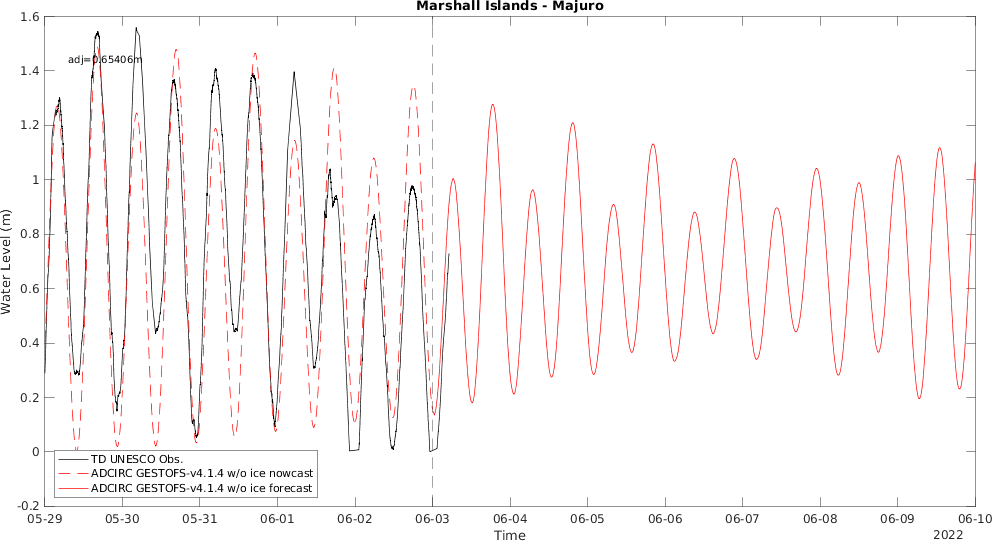 Marshall Islands - Majuro
adj=0.65406m
Water Level (m)
1.6
1.4
1.2
1
0.8
0.6
0.4
0.2
0
-0.2
TD UNESCO Obs.
ADCIRC GESTOFS-v4.1.4 w/o ice nowcast
ADCIRC GESTOFS-v4.1.4 w/o ice forecast
05-29 05-30 05-31 06-01 06-02 06-03 06-04 06-05 06-06 06-07 06-08 06-09 06-10
Time
2022